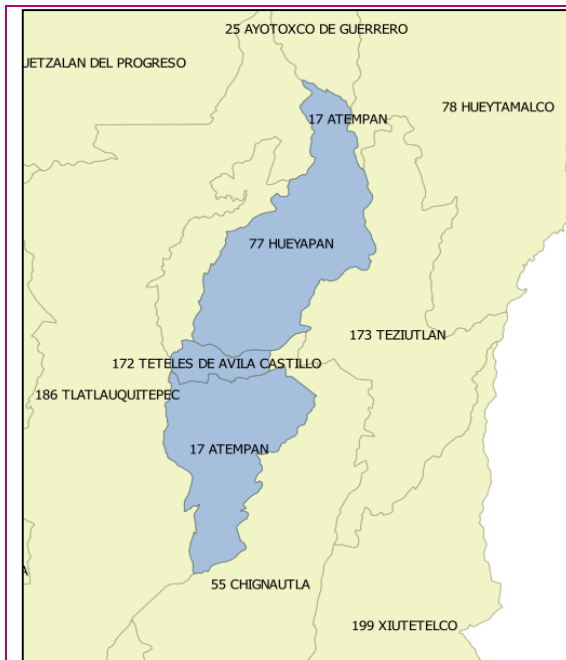 25 AYOTOXCO DE GUERRERO
UETZALAN DEL PROGRESO
78 HUEYTAMALCO
17 ATEMPAN
77 HUEYAPAN
173 TEZIUTLAN
172 TETELES DE AVILA CASTILLO
186 TLATLAUQUITEPEC
17 ATEMPAN
A
55 CHIGNAUTLA
199 XIUTETELCO